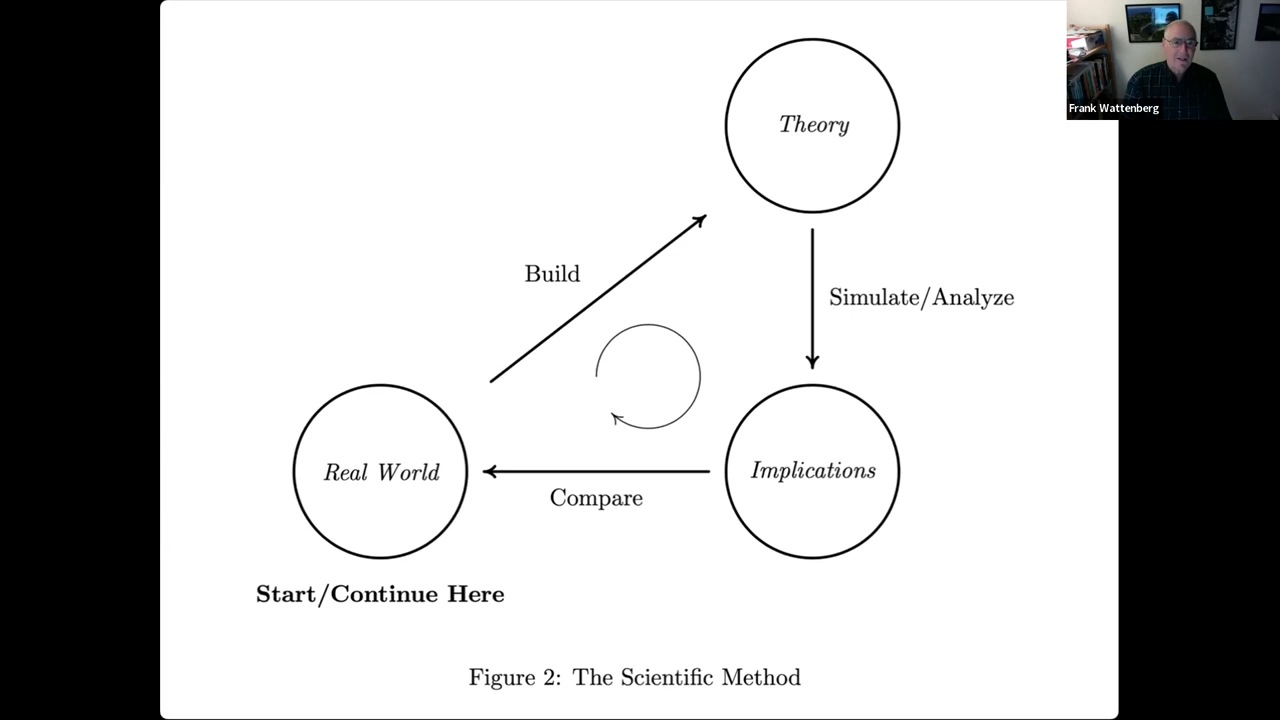 Frank Wattenberg
Theory
Build
Simulate/Analyze
Real World
Implications
Compare
Start/Continue Here
Figure 2: The Scientific Method